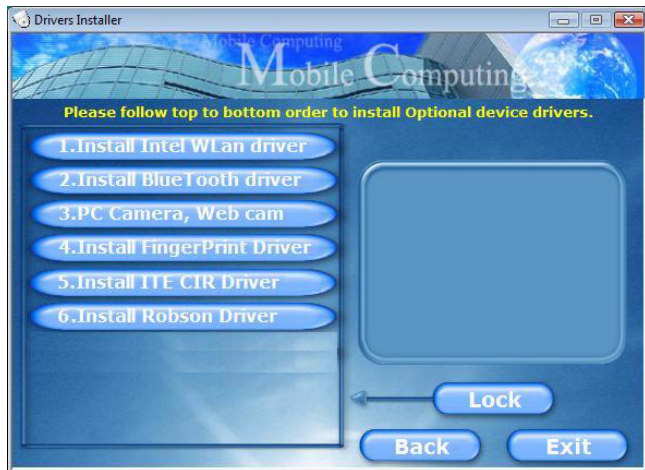 Drivers Installer
Mobile Computing
Mobile Computing
Please follow top to bottom order to install Optional device drivers.
1.Install Intel WLan driver
2.Install BlueTooth driver
3.PC Camera, Web cam
4.Install FingerPrint Driver
5.Install ITE CIR Driver
6.Install Robson Driver
Lock
Back
Exit